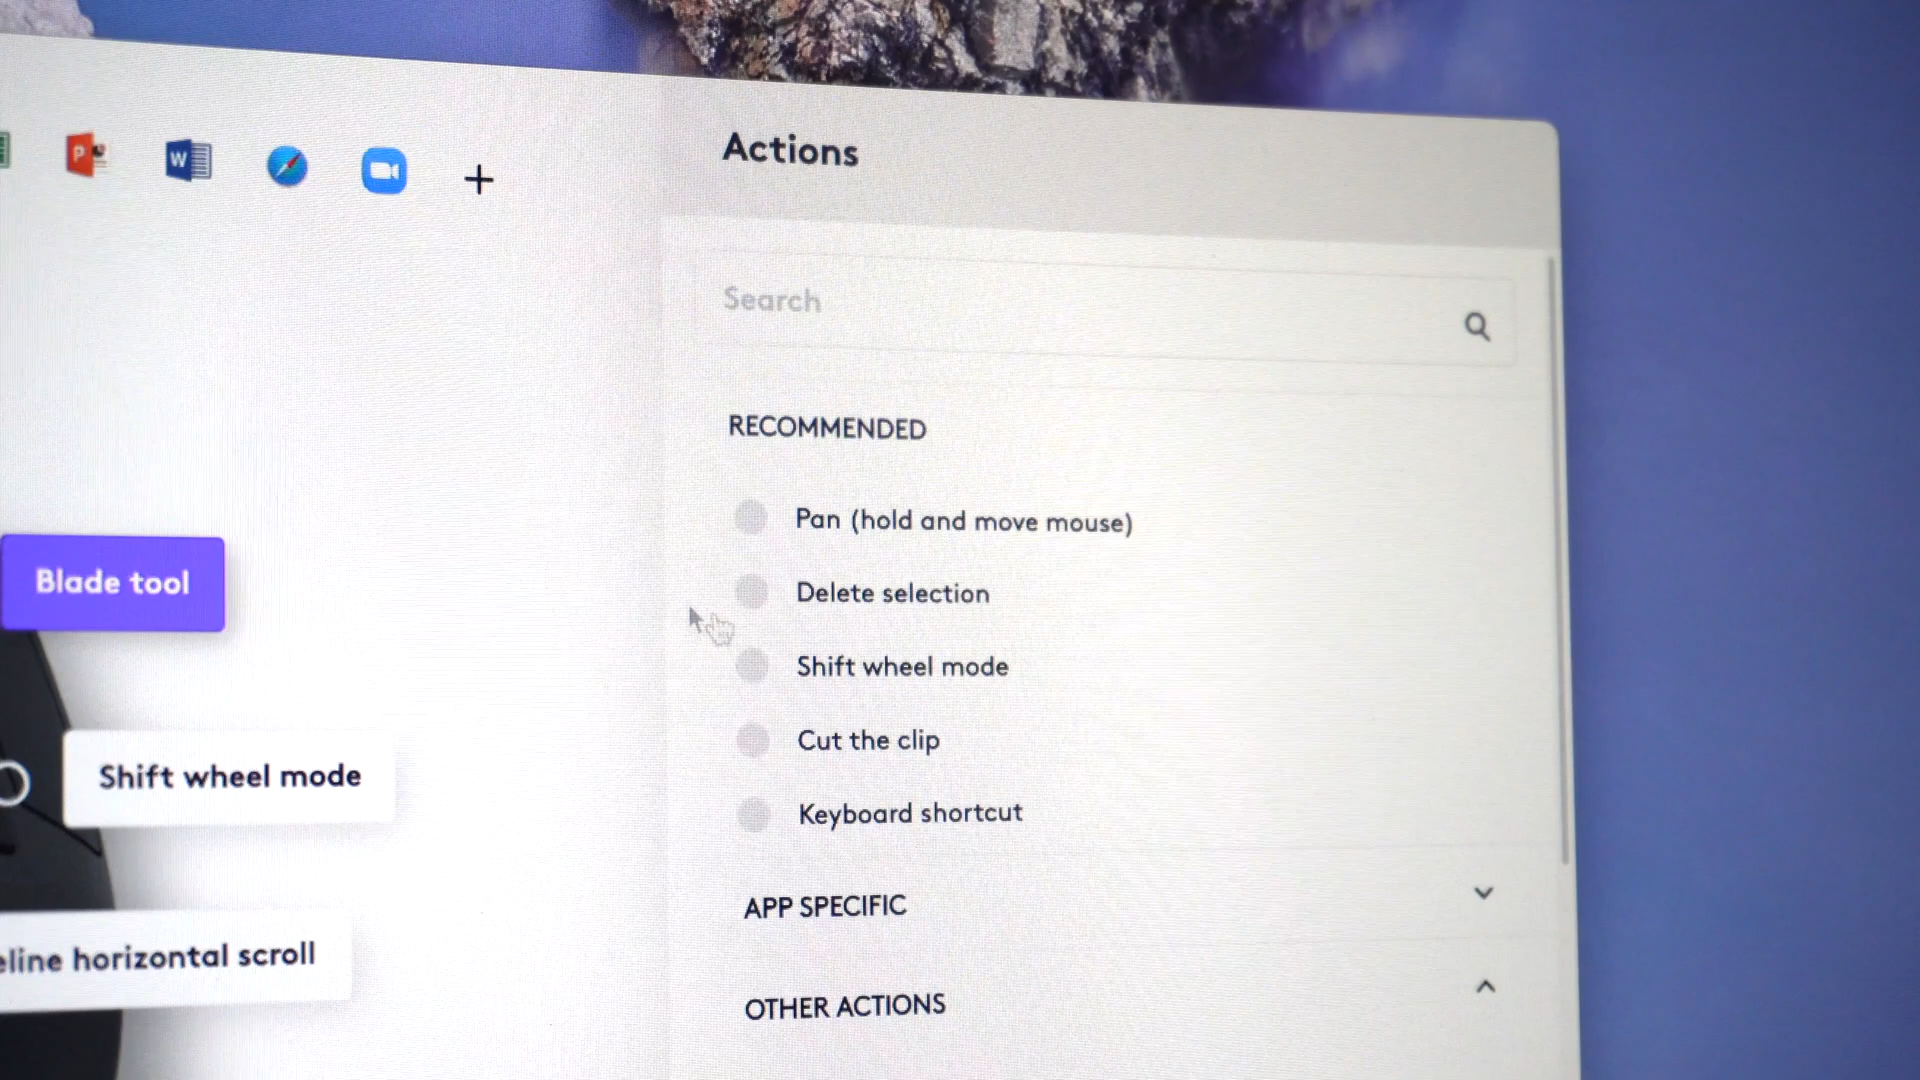 P
W
Actions
Search
RECOMMENDED
Pan (hold and move mouse)
Delete selection
Shift wheel mode
Cut the clip
Keyboard shortcut
APP SPECIFIC
OTHER ACTIONS
Blade tool
Shift wheel mode
eline horizontal scroll